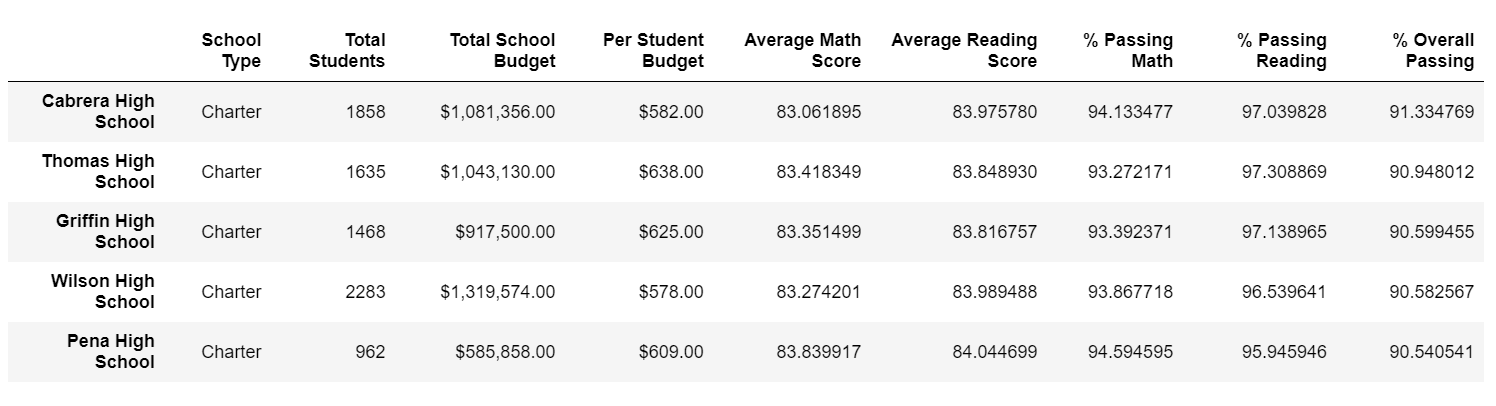 School Type Total Students Total School Budget Per Student Budget Average Math Score Average Reading Score % Passing Math % Passing Reading % Overall Passing
Cabrera High School Charter 1858 $1,081,356.00 $582.00 83.061895 83.975780 94.133477 97.039828 91.334769
Thomas High School Charter 1635 $1,043,130.00 $638.00 83.418349 83.848930 93.272171 97.308869 90.948012
Griffin High School Charter 1468 $917,500.00 $625.00 83.351499 83.816757 93.392371 97.138965 90.599455
Wilson High School Charter 2283 $1,319,574.00 $578.00 83.274201 83.989488 93.867718 96.539641 90.582567
Pena High School Charter 962 $585,858.00 $609.00 83.839917 84.044699 94.594595 95.945946 90.540541